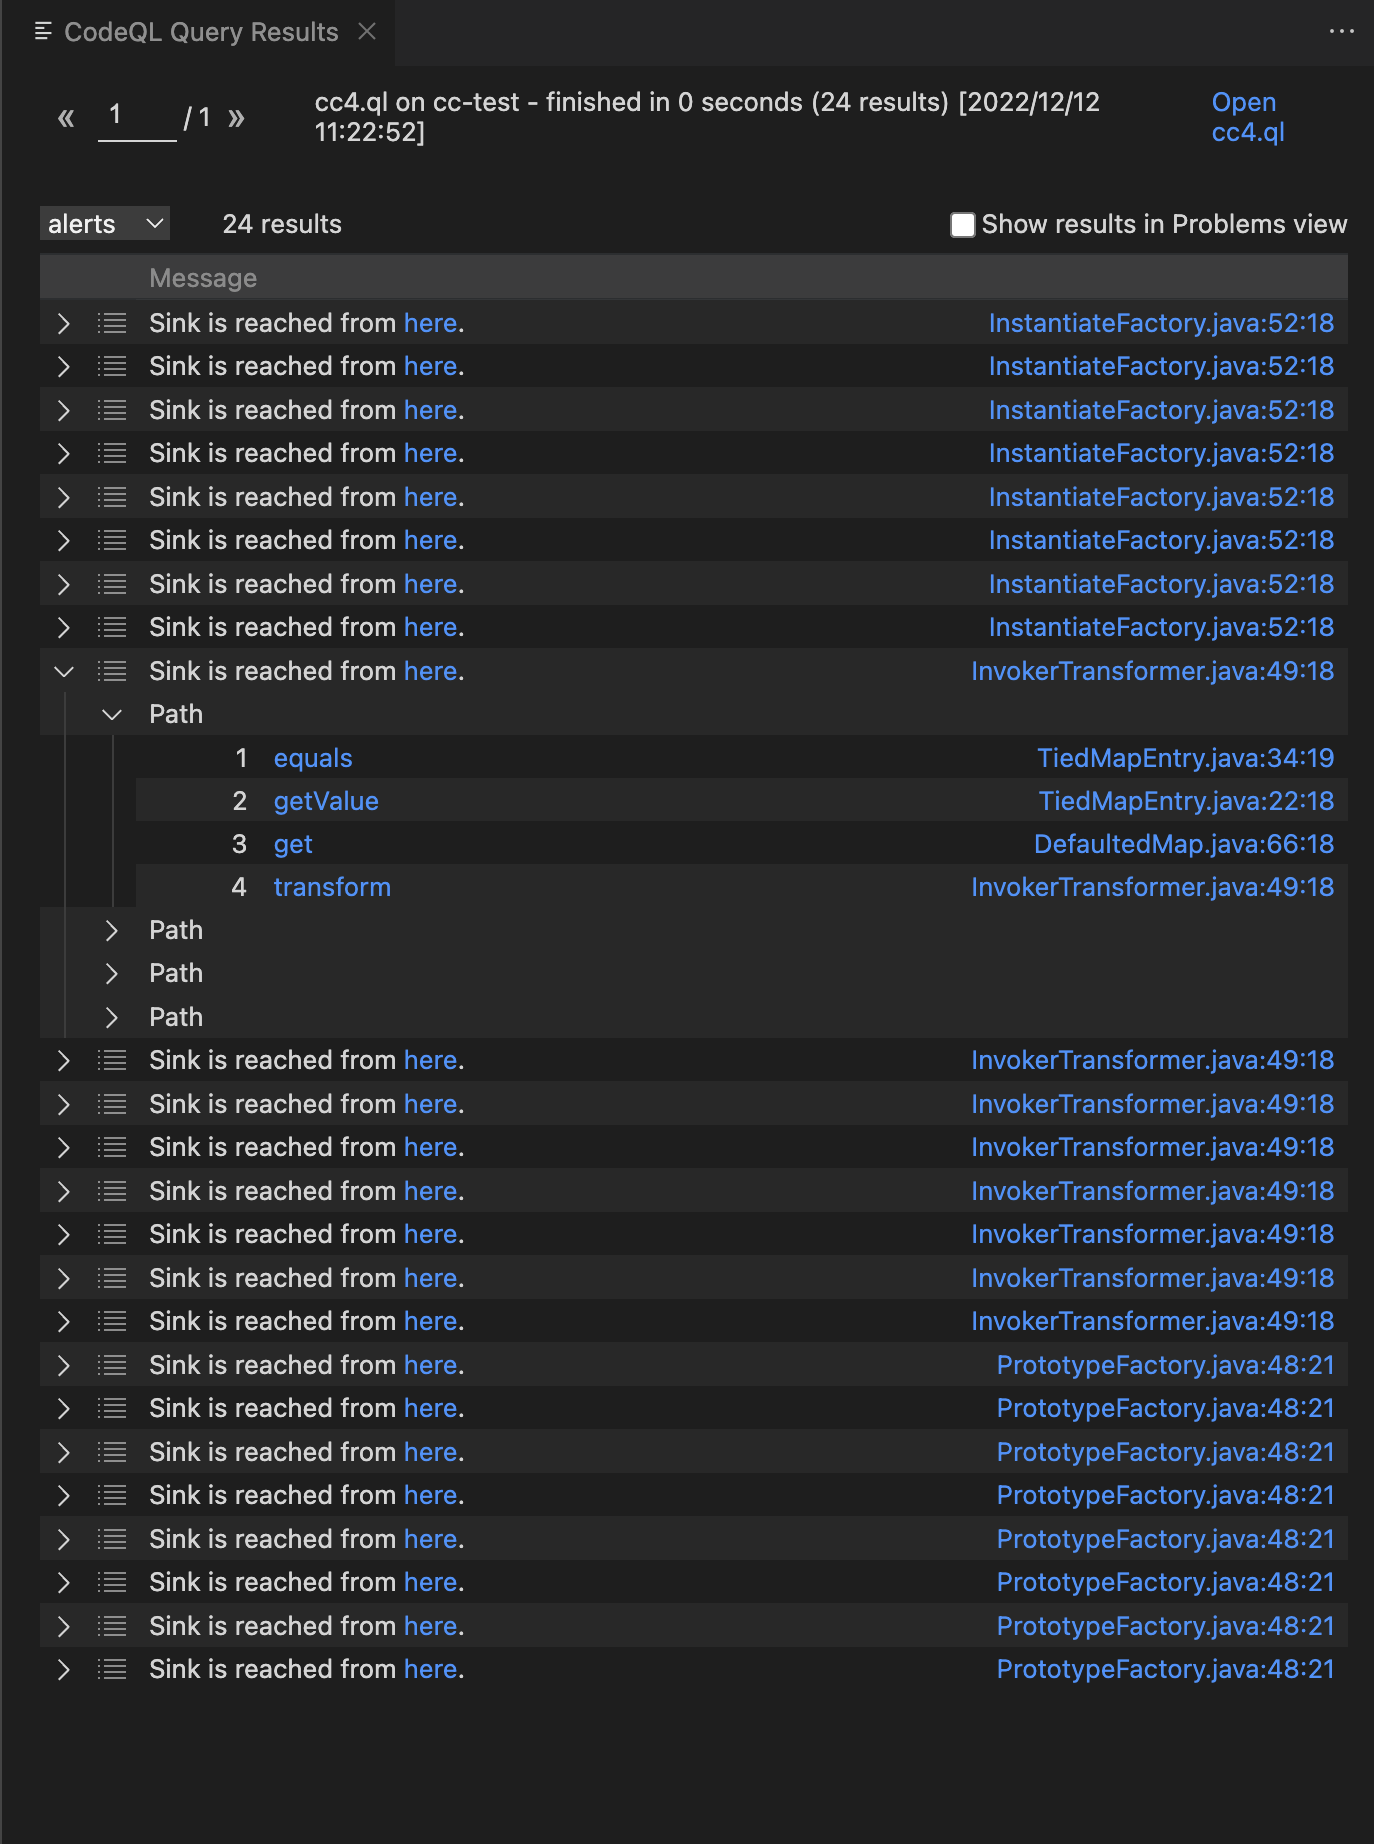 CodeQL Query Results
1 / 1
cc4.ql on cc-test - finished in 0 seconds (24 results) [2022/12/12
11:22:52]
Open
cc4.ql
alerts 24 results Show results in Problems view
Message
Sink is reached from here. InstantiateFactory.java:52:18
Sink is reached from here. InstantiateFactory.java:52:18
Sink is reached from here. InstantiateFactory.java:52:18
Sink is reached from here. InstantiateFactory.java:52:18
Sink is reached from here. InstantiateFactory.java:52:18
Sink is reached from here. InstantiateFactory.java:52:18
Sink is reached from here. InstantiateFactory.java:52:18
Sink is reached from here. InstantiateFactory.java:52:18
Sink is reached from here. InvokerTransformer.java:49:18
Path
1 equals TiedMapEntry.java:34:19
2 getValue TiedMapEntry.java:22:18
3 get DefaultedMap.java:66:18
4 transform InvokerTransformer.java:49:18
Path
Path
Path
Sink is reached from here. InvokerTransformer.java:49:18
Sink is reached from here. InvokerTransformer.java:49:18
Sink is reached from here. InvokerTransformer.java:49:18
Sink is reached from here. InvokerTransformer.java:49:18
Sink is reached from here. InvokerTransformer.java:49:18
Sink is reached from here. InvokerTransformer.java:49:18
Sink is reached from here. InvokerTransformer.java:49:18
Sink is reached from here. PrototypeFactory.java:48:21
Sink is reached from here. PrototypeFactory.java:48:21
Sink is reached from here. PrototypeFactory.java:48:21
Sink is reached from here. PrototypeFactory.java:48:21
Sink is reached from here. PrototypeFactory.java:48:21
Sink is reached from here. PrototypeFactory.java:48:21
Sink is reached from here. PrototypeFactory.java:48:21
Sink is reached from here. PrototypeFactory.java:48:21